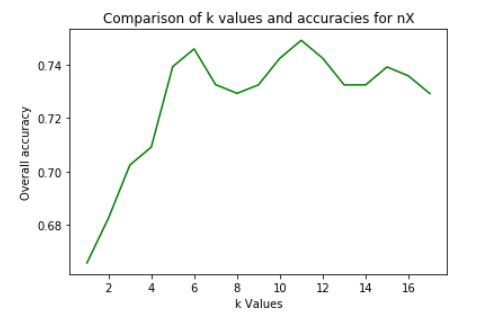 Comparison of k values and accuracies for nX
0.74
0.72
0.70
0.68
Overall accuracy
2 4 6 8 10 12 14 16
k Values